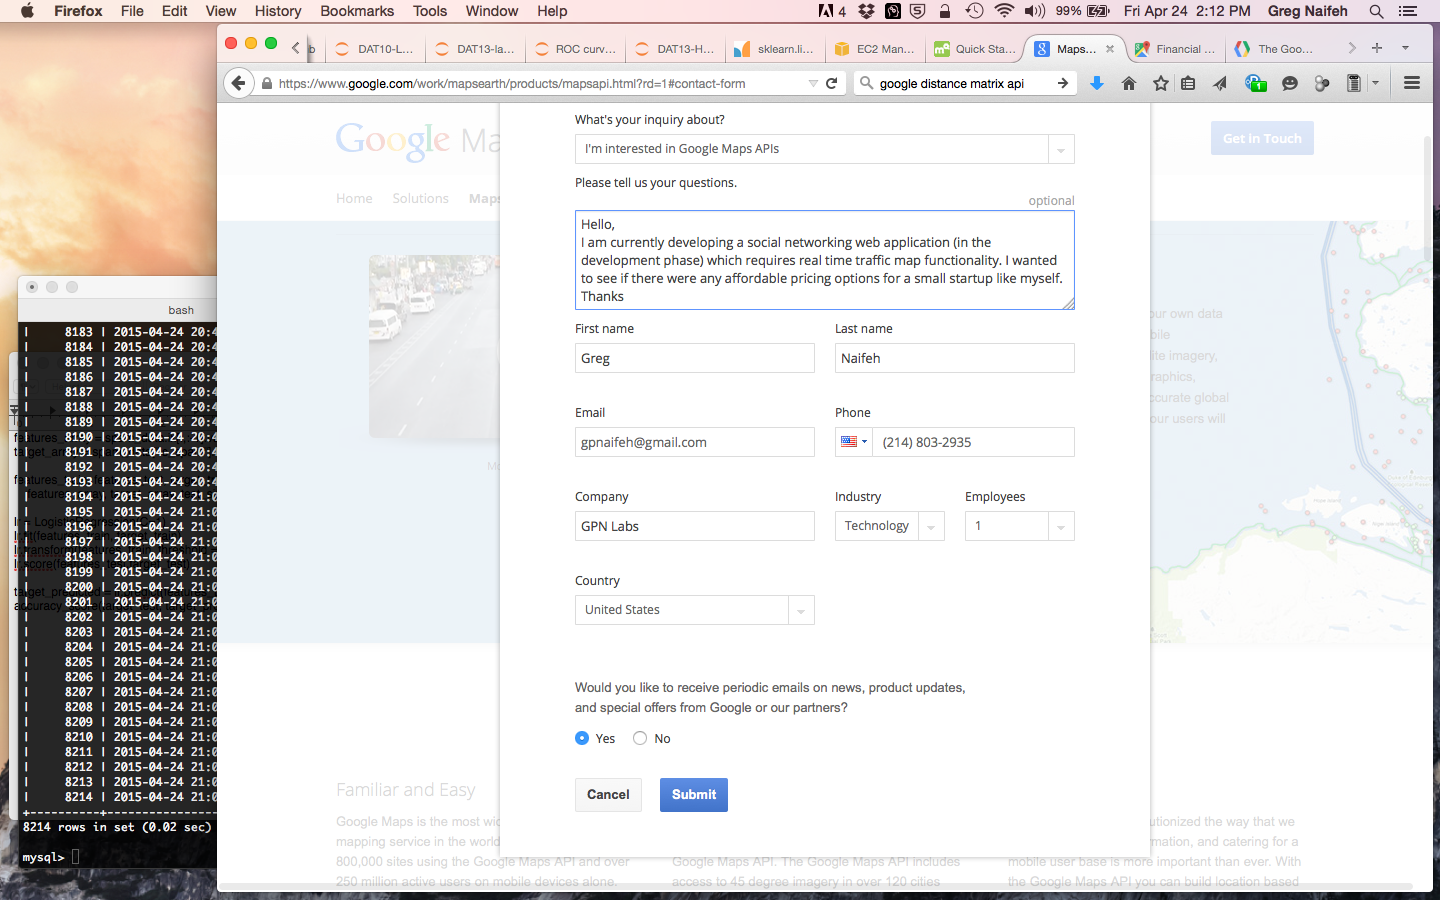 Firefox File Edit View History Bookmarks Tools Window Help 4 99% Fri Apr 24 2:12 PM Greg Naifeh
DAT10-L... DAT13-la... ROC curv... DAT13-H... sklearn.li... EC2 Man... Quick Sta... Maps... Financial ... The Goo...
https://www.google.com/work/mapsearth/products/mapsapi.html?rd=1#contact-form google distance matrix api
Google Ma
Get in Touch
Home Solutions Maps
What's your inquiry about?
I'm interested in Google Maps APIs
Please tell us your questions.
optional
Hello,
I am currently developing a social networking web application (in the
development phase) which requires real time traffic map functionality. I wanted
to see if there were any affordable pricing options for a small startup like myself.
Thanks
First name Last name
Greg Naifeh
Email Phone
gpnaifeh@gmail.com (214) 803-2935
Company Industry Employees
GPN Labs Technology 1
Country
United States
Would you like to receive periodic emails on news, product updates,
and special offers from Google or our partners?
Yes No
Cancel Submit
our own data
bile
lite imagery,
raphics,
ccurate global
our users will
Familiar and Easy
Google Maps is the most wid
mapping service in the world
800,000 sites using the Google Maps API and over
250 million active users on mobile devices alone.
Google Maps API. The Google Maps API includes
access to 45 degree imagery in over 120 cities
utionized the way that we
rmation, and catering for a
mobile user base is more important than ever. With
the Google Maps API you can build location based
bash
| 8183 | 2015-04-24 20:4
| 8184 | 2015-04-24 20:4
| 8185 | 2015-04-24 20:4
| 8186 | 2015-04-24 20:4
| 8187 | 2015-04-24 20:4
| 8188 | 2015-04-24 20:4
| 8189 | 2015-04-24 20:4
| 8190 | 2015-04-24 20:4
| 8191 | 2015-04-24 20:4
| 8192 | 2015-04-24 20:4
| 8193 | 2015-04-24 20:4
| 8194 | 2015-04-24 21:0
| 8195 | 2015-04-24 21:0
| 8196 | 2015-04-24 21:0
| 8197 | 2015-04-24 21:0
| 8198 | 2015-04-24 21:0
| 8199 | 2015-04-24 21:0
| 8200 | 2015-04-24 21:0
| 8201 | 2015-04-24 21:0
| 8202 | 2015-04-24 21:0
| 8203 | 2015-04-24 21:0
| 8204 | 2015-04-24 21:0
| 8205 | 2015-04-24 21:0
| 8206 | 2015-04-24 21:0
| 8207 | 2015-04-24 21:0
| 8208 | 2015-04-24 21:0
| 8209 | 2015-04-24 21:0
| 8210 | 2015-04-24 21:0
| 8211 | 2015-04-24 21:0
| 8212 | 2015-04-24 21:0
| 8213 | 2015-04-24 21:0
| 8214 | 2015-04-24 21:0
8214 rows in set (0.02 sec)
mysql>